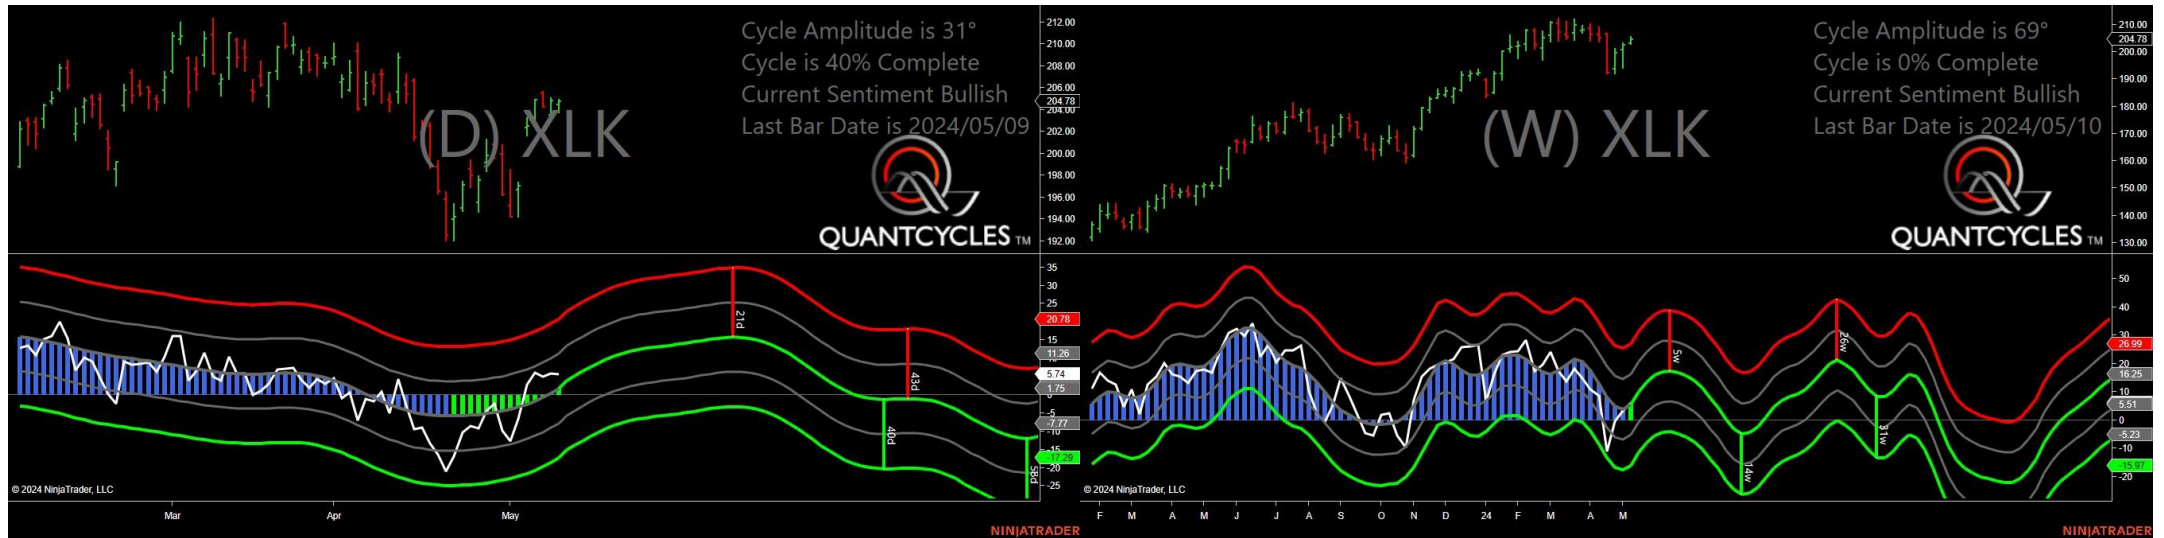 Cycle Amplitude is 31°
Cycle is 40% Complete
Current Sentiment Bullish
Last Bar Date is 2024/05/09
(D) XLK
QUANTCYCLES TM
212.00
210.00
208.00
206.00
204.78
204.00
202.00
200.00
198.00
196.00
194.00
192.00
35
30
25
20.78
15
11.26
5.74
1.75
0
-5
-7.77
-10
-15
-17.29
-20
-25
21d
43d
40d
58d
© 2024 NinjaTrader, LLC
Mar
Apr
May
NINJATRADER
Cycle Amplitude is 69°
Cycle is 0% Complete
Current Sentiment Bullish
Last Bar Date is 2024/05/10
(W) XLK
QUANTCYCLES TM
210.00
204.78
200.00
190.00
180.00
170.00
160.00
150.00
140.00
130.00
50
40
30
26.99
20
16.25
10
5.51
0
-5.23
-10
-15.97
-20
5w
26w
14w
31w
© 2024 NinjaTrader, LLC
F
M
A
M
J
J
A
S
O
N
D
24
F
M
A
M
NINJATRADER